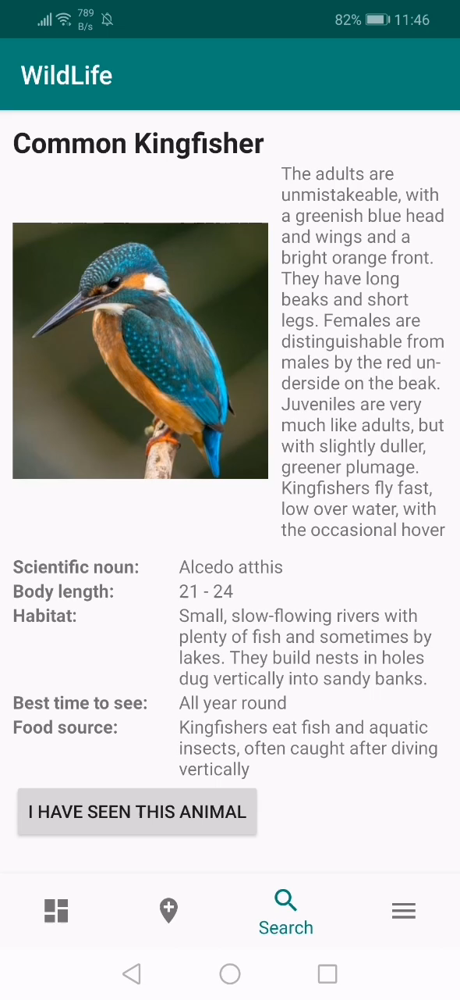 789
B/s
82%
11:46
WildLife
Common Kingfisher
The adults are
unmistakeable, with
a greenish blue head
and wings and a
bright orange front.
They have long
beaks and short
legs. Females are
distinguishable from
males by the red un-
derside on the beak.
Juveniles are very
much like adults, but
with slightly duller,
greener plumage.
Kingfishers fly fast,
low over water, with
the occasional hover
Scientific noun: Alcedo atthis
Body length: 21 - 24
Habitat: Small, slow-flowing rivers with
plenty of fish and sometimes by
lakes. They build nests in holes
dug vertically into sandy banks.
Best time to see: All year round
Food source: Kingfishers eat fish and aquatic
insects, often caught after diving
vertically
I HAVE SEEN THIS ANIMAL
Search